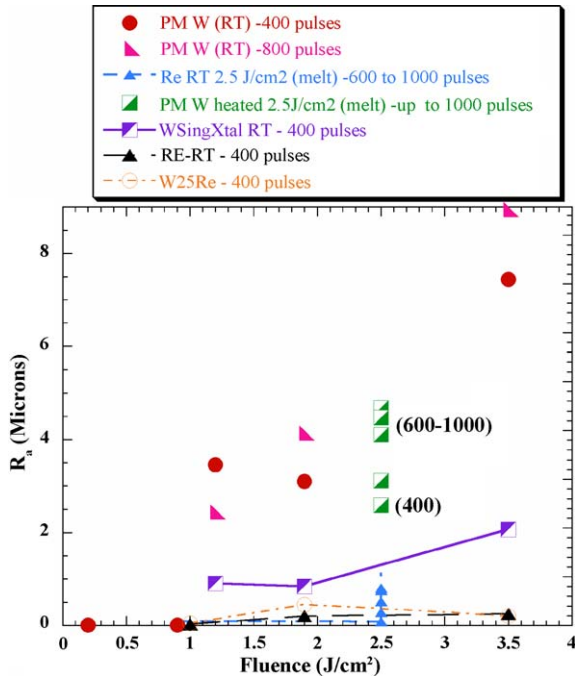 PM W (RT) -400 pulses
PM W (RT) -800 pulses
Re RT 2.5 J/cm2 (melt) -600 to 1000 pulses
PM W heated 2.5J/cm2 (melt) -up to 1000 pulses
WSingXtal RT - 400 pulses
RE-RT - 400 pulses
W25Re - 400 pulses
8
6
4
2
0
R_a (Microns)
(600-1000)
(400)
0 0.5 1 1.5 2 2.5 3 3.5 4
Fluence (J/cm²)